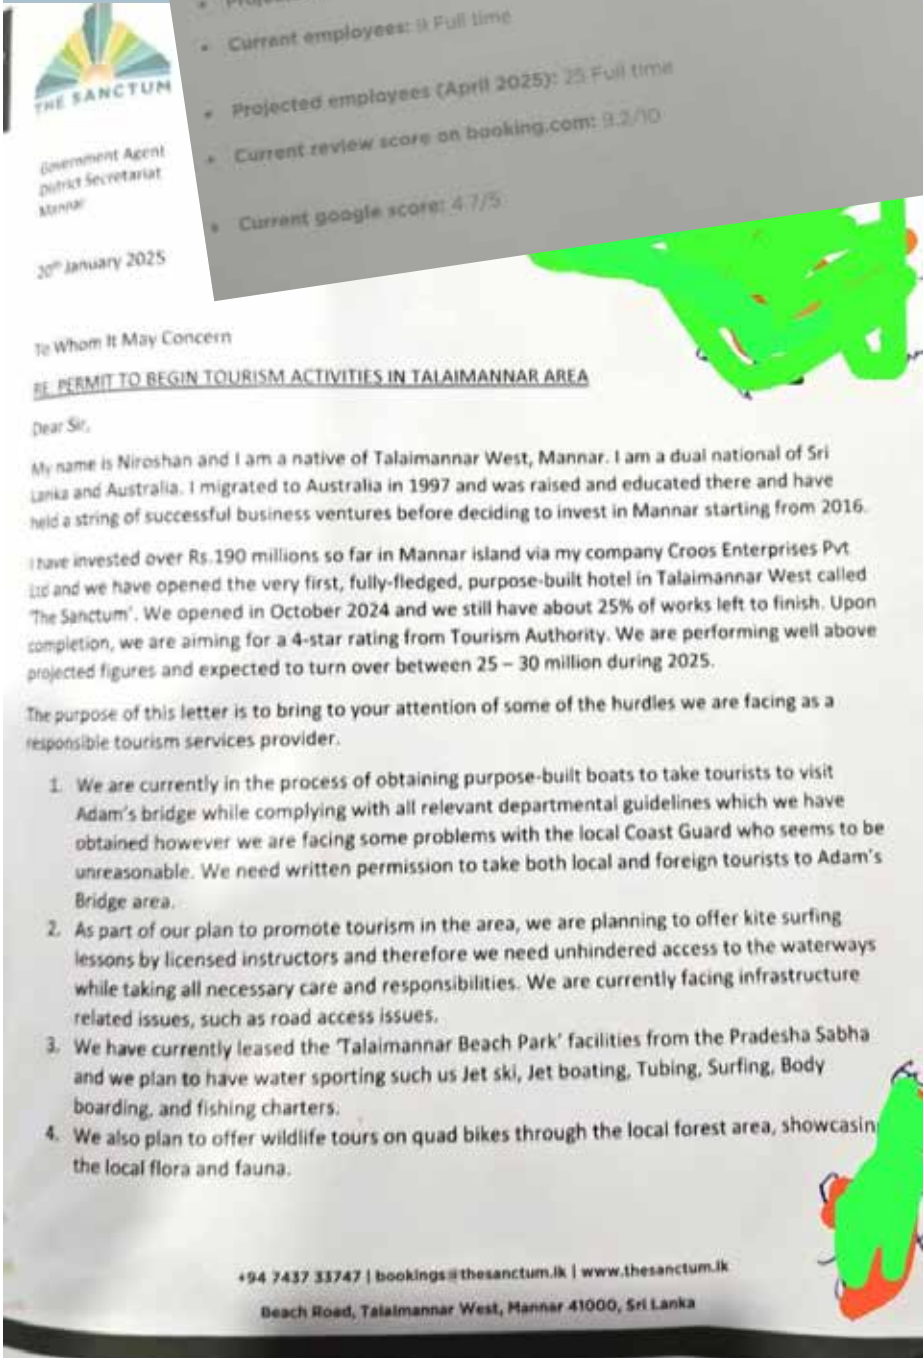 THE SANCTUM
Current employees: 9 Full time
Projected employees (April 2025): 25 Full time
Current review score on booking.com: 9.2/10
Current google score: 4.7/5
Government Agent
District Secretariat
Mannar
20th January 2025
To Whom It May Concern
RE. PERMIT TO BEGIN TOURISM ACTIVITIES IN TALAIMANNAR AREA
Dear Sir,
My name is Niroshan and I am a native of Talaimannar West, Mannar. I am a dual national of Sri
Lanka and Australia. I migrated to Australia in 1997 and was raised and educated there and have
held a string of successful business ventures before deciding to invest in Mannar starting from 2016.
I have invested over Rs.190 millions so far in Mannar island via my company Croos Enterprises Pvt
Ltd and we have opened the very first, fully-fledged, purpose-built hotel in Talaimannar West called
'The Sanctum'. We opened in October 2024 and we still have about 25% of works left to finish. Upon
completion, we are aiming for a 4-star rating from Tourism Authority. We are performing well above
projected figures and expected to turn over between 25 – 30 million during 2025.
The purpose of this letter is to bring to your attention of some of the hurdles we are facing as a
responsible tourism services provider.
1. We are currently in the process of obtaining purpose-built boats to take tourists to visit
Adam's bridge while complying with all relevant departmental guidelines which we have
obtained however we are facing some problems with the local Coast Guard who seems to be
unreasonable. We need written permission to take both local and foreign tourists to Adam's
Bridge area.
2. As part of our plan to promote tourism in the area, we are planning to offer kite surfing
lessons by licensed instructors and therefore we need unhindered access to the waterways
while taking all necessary care and responsibilities. We are currently facing infrastructure
related issues, such as road access issues.
3. We have currently leased the 'Talaimannar Beach Park' facilities from the Pradesha Sabha
and we plan to have water sporting such us Jet ski, Jet boating, Tubing, Surfing, Body
boarding, and fishing charters.
4. We also plan to offer wildlife tours on quad bikes through the local forest area, showcasin
the local flora and fauna.
+94 7437 33747 | bookings@thesanctum.lk | www.thesanctum.lk
Beach Road, Talaimannar West, Mannar 41000, Sri Lanka